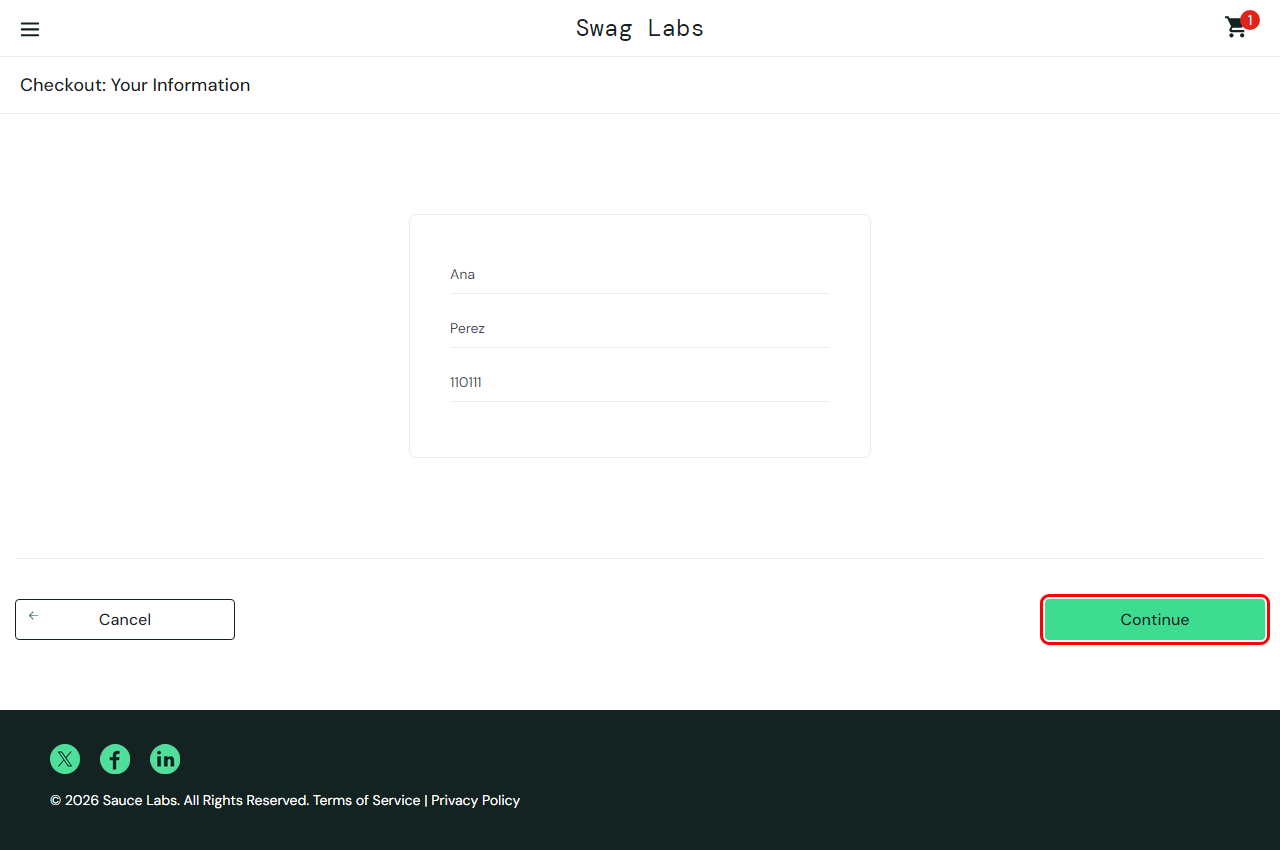 Swag Labs
1
Checkout: Your Information
Ana
Perez
110111
Cancel
Continue
© 2026 Sauce Labs. All Rights Reserved. Terms of Service | Privacy Policy